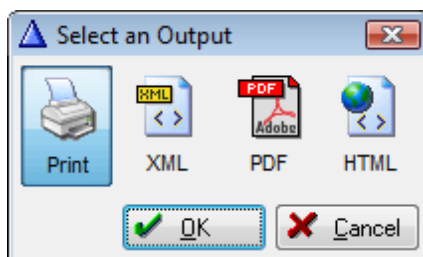 Select an Output
XML
PDF
Adobe
Print XML PDF HTML
OK Cancel